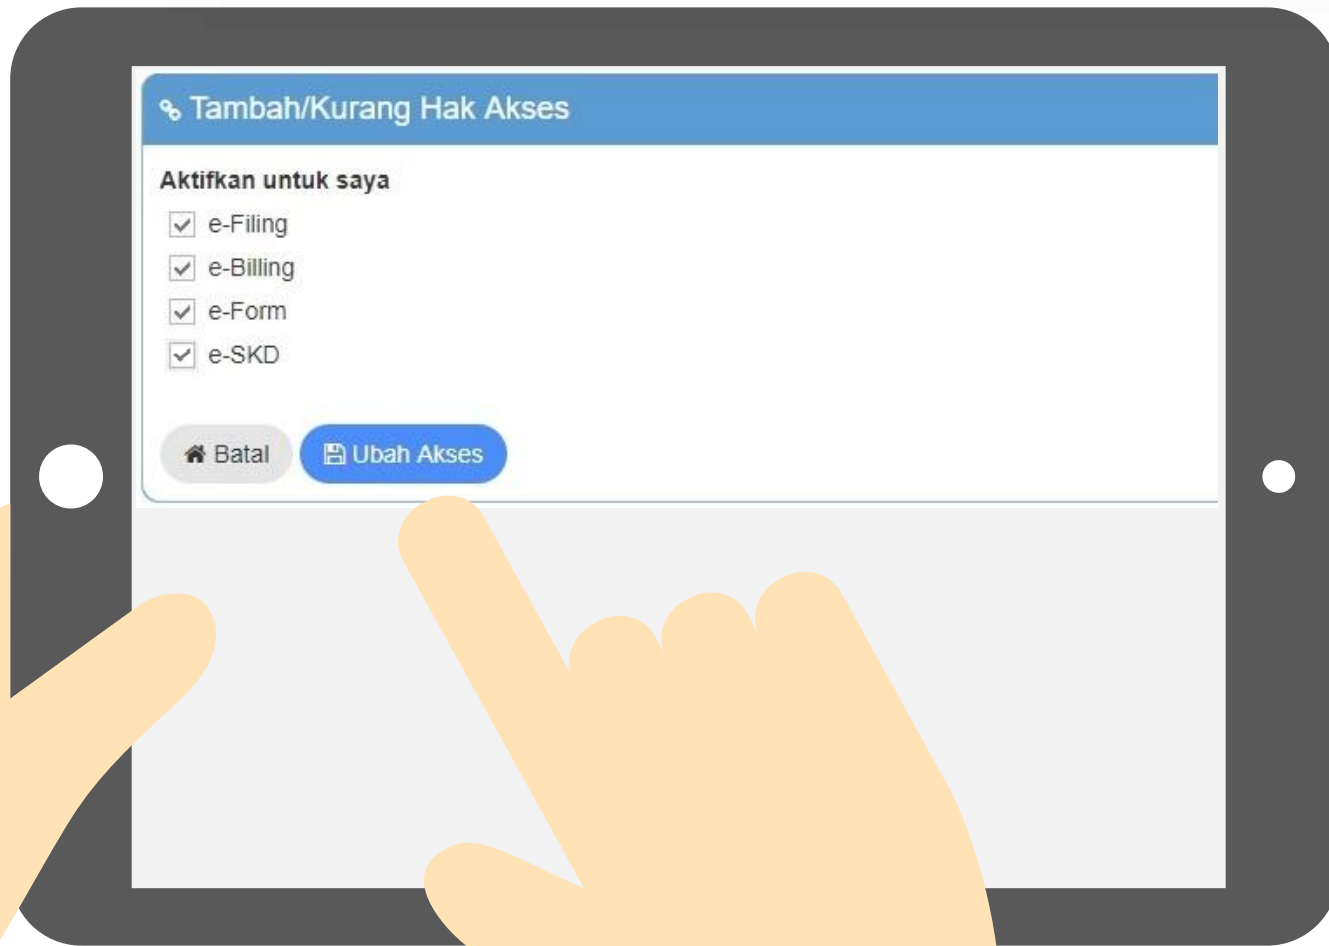 Tambah/Kurang Hak Akses
Aktifkan untuk saya
e-Filing
e-Billing
e-Form
e-SKD
Batal Ubah Akses